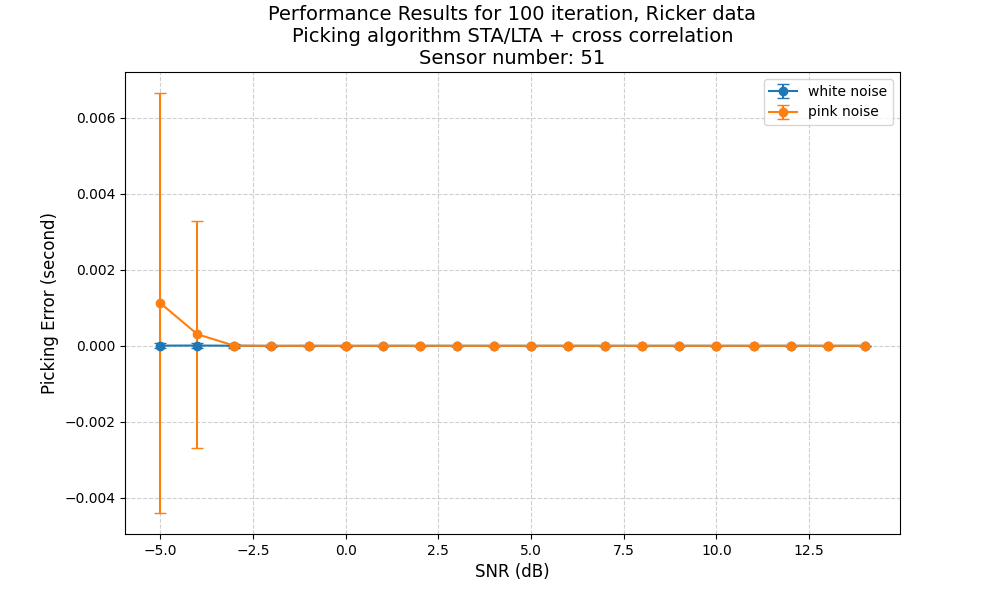 Performance Results for 100 iteration, Ricker data
Picking algorithm STA/LTA + cross correlation
Sensor number: 51
white noise
pink noise
Picking Error (second)
0.006
0.004
0.002
0.000
−0.002
−0.004
−5.0
−2.5
0.0
2.5
5.0
7.5
10.0
12.5
SNR (dB)